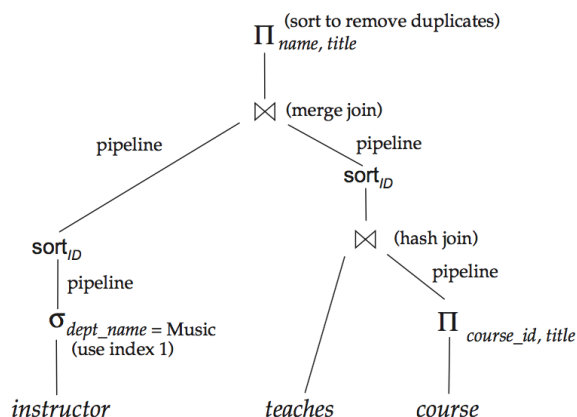 (sort to remove duplicates)
Π name, title
⋈ (merge join)
pipeline
pipeline
sort ID
sort ID
⋈ (hash join)
pipeline
pipeline
σ dept_name = Music
(use index 1)
Π course_id, title
instructor
teaches
course